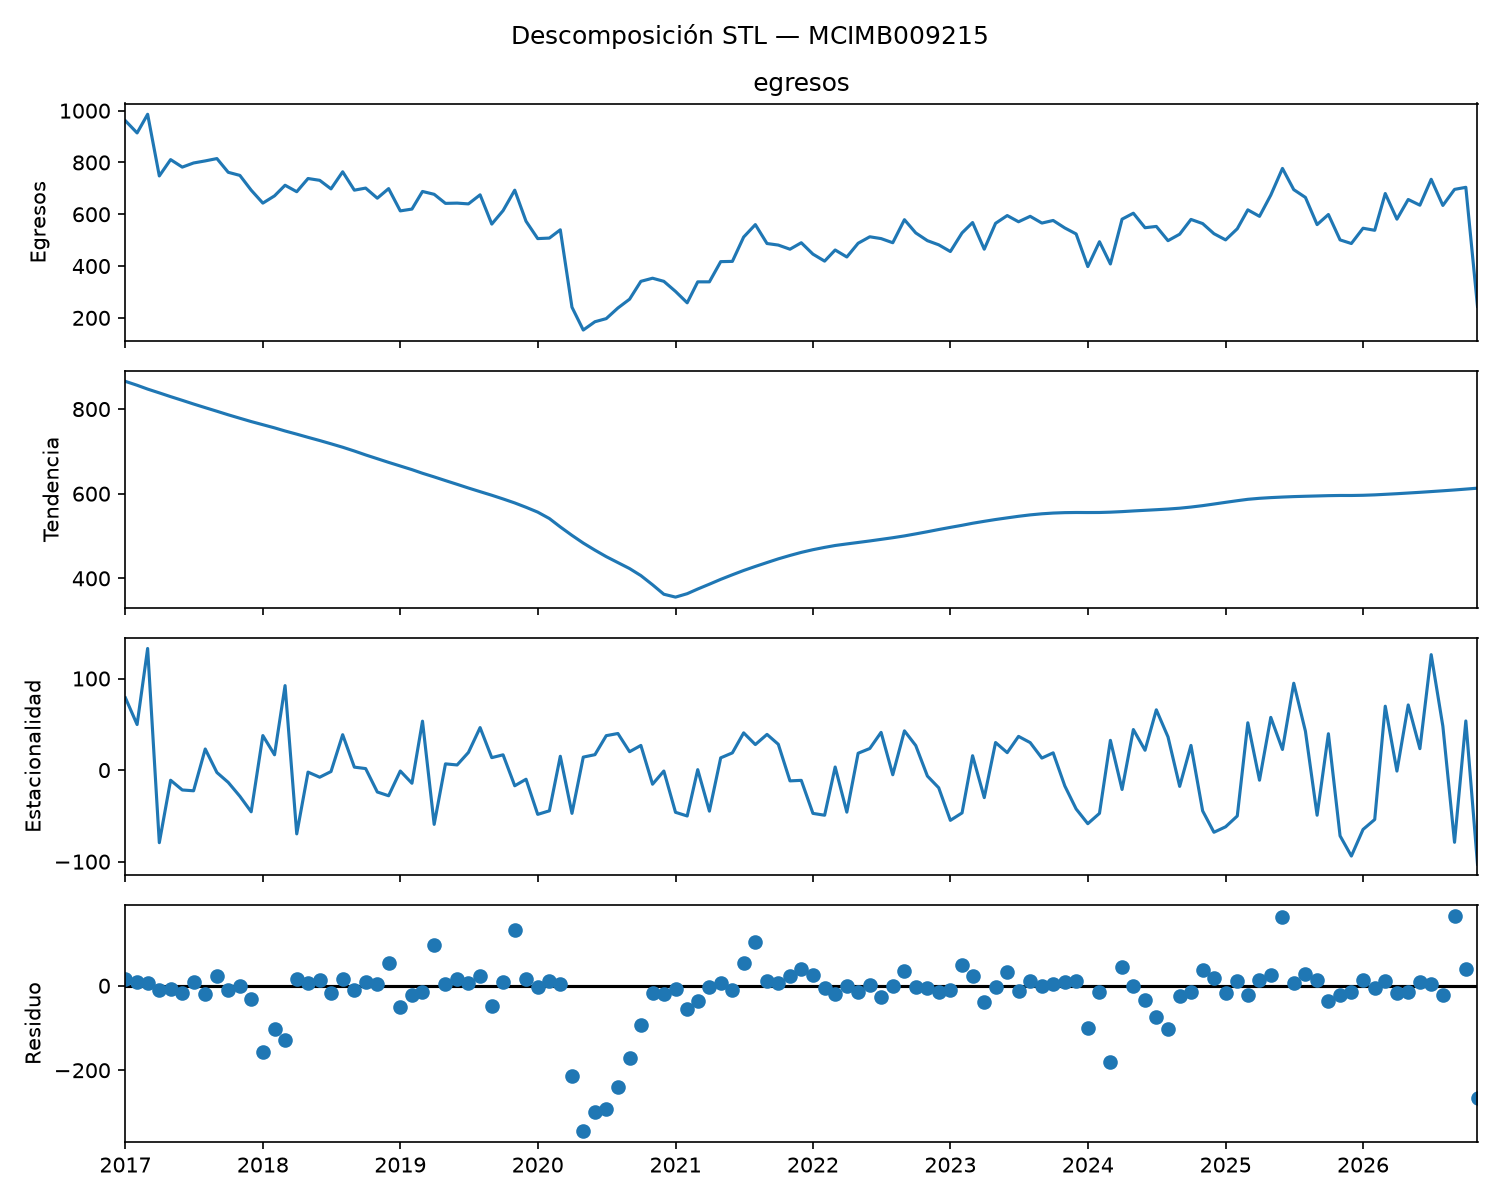 Descomposición STL — MCIMB009215
egresos
Egresos
1000
800
600
400
200
Tendencia
800
600
400
Estacionalidad
100
0
−100
Residuo
0
−200
2017 2018 2019 2020 2021 2022 2023 2024 2025 2026